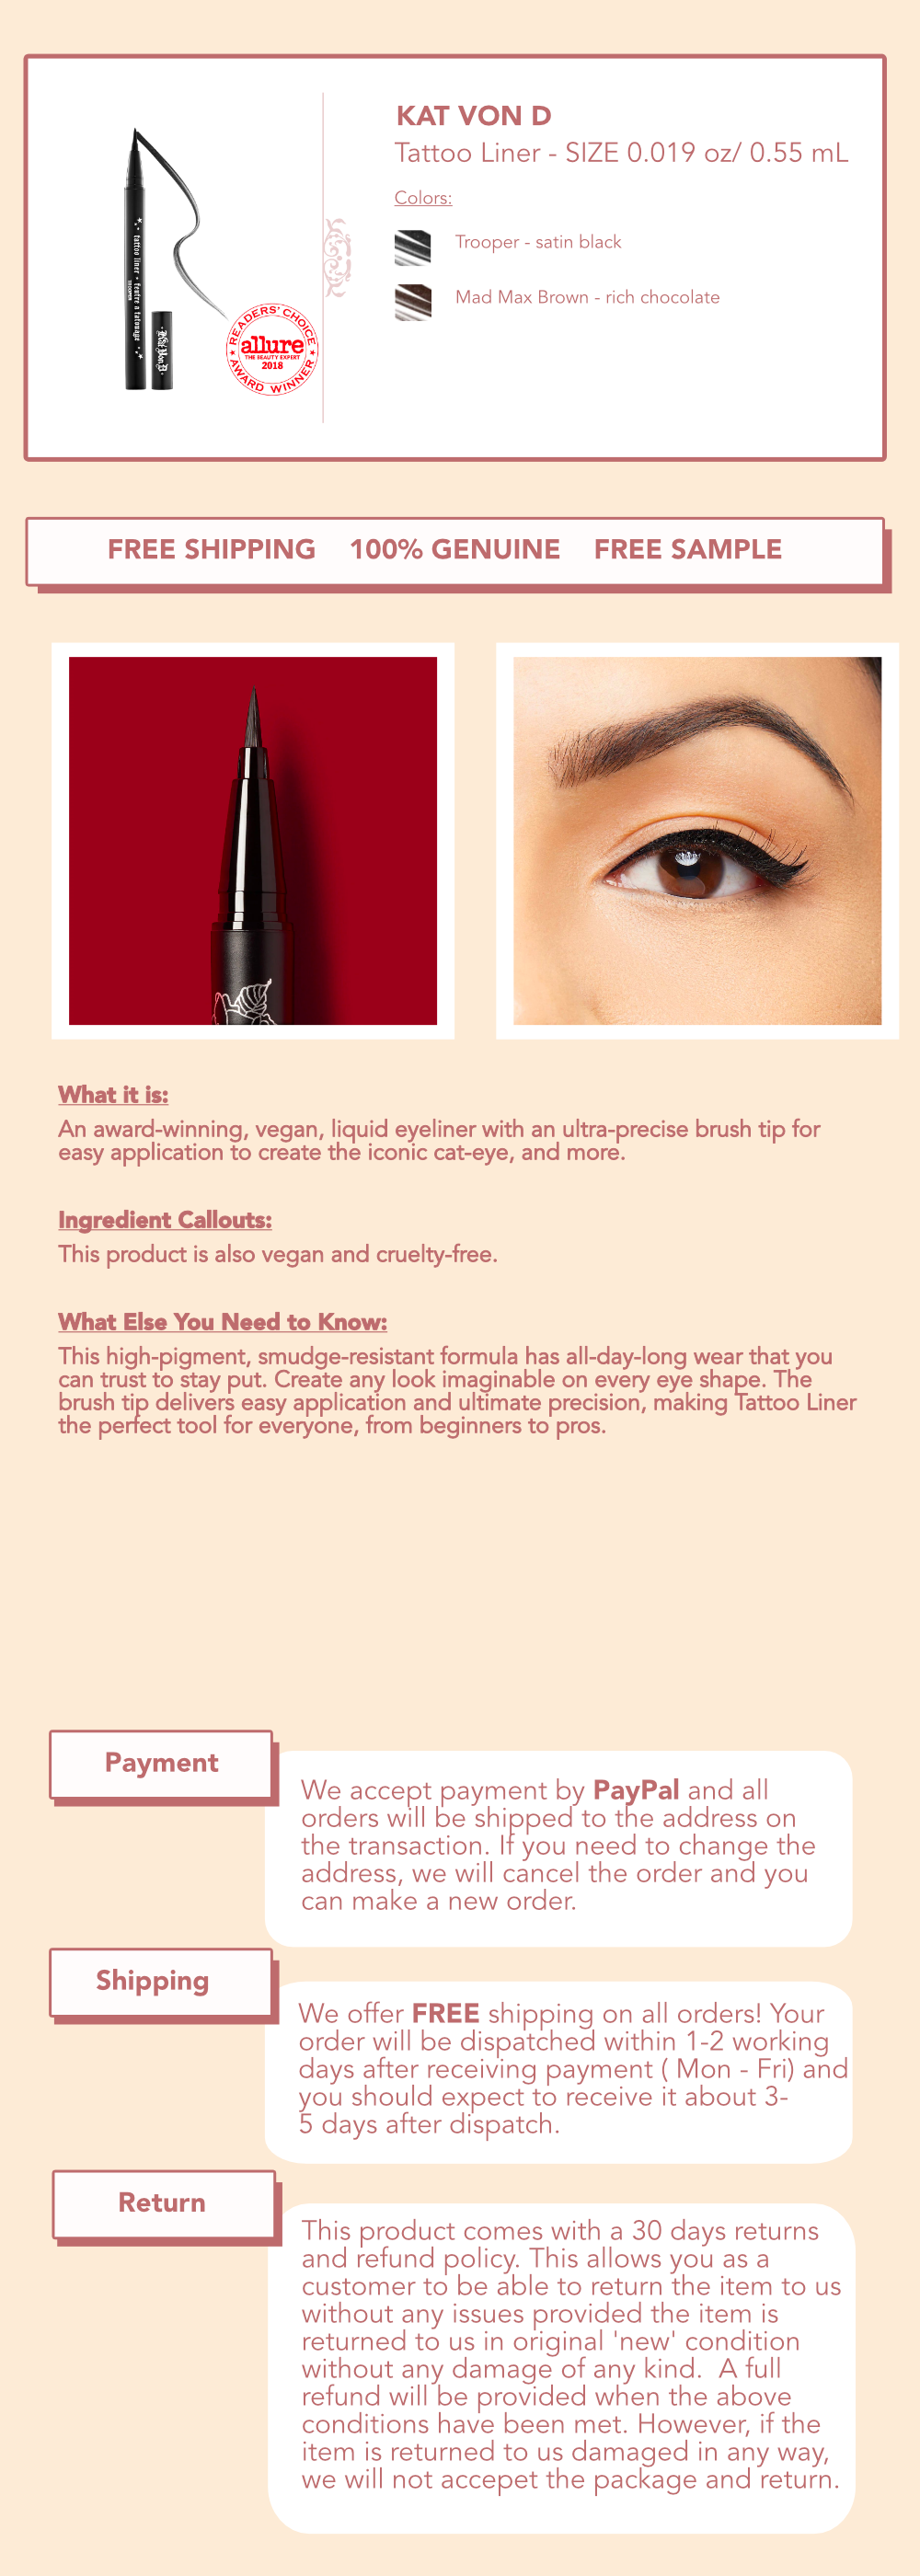 KAT VON D
Tattoo Liner - SIZE 0.019 oz/ 0.55 mL
Colors:
Trooper - satin black
Mad Max Brown - rich chocolate
tattoo liner • feutre à tatouage
TROOPER
Kat Von D
READERS' CHOICE
allure
THE BEAUTY EXPERT
2018
AWARD WINNER
FREE SHIPPING 100% GENUINE FREE SAMPLE
What it is:
An award-winning, vegan, liquid eyeliner with an ultra-precise brush tip for
easy application to create the iconic cat-eye, and more.
Ingredient Callouts:
This product is also vegan and cruelty-free.
What Else You Need to Know:
This high-pigment, smudge-resistant formula has all-day-long wear that you
can trust to stay put. Create any look imaginable on every eye shape. The
brush tip delivers easy application and ultimate precision, making Tattoo Liner
the perfect tool for everyone, from beginners to pros.
Payment
We accept payment by PayPal and all
orders will be shipped to the address on
the transaction. If you need to change the
address, we will cancel the order and you
can make a new order.
Shipping
We offer FREE shipping on all orders! Your
order will be dispatched within 1-2 working
days after receiving payment ( Mon - Fri) and
you should expect to receive it about 3-
5 days after dispatch.
Return
This product comes with a 30 days returns
and refund policy. This allows you as a
customer to be able to return the item to us
without any issues provided the item is
returned to us in original 'new' condition
without any damage of any kind.  A full
refund will be provided when the above
conditions have been met. However, if the
item is returned to us damaged in any way,
we will not accepet the package and return.